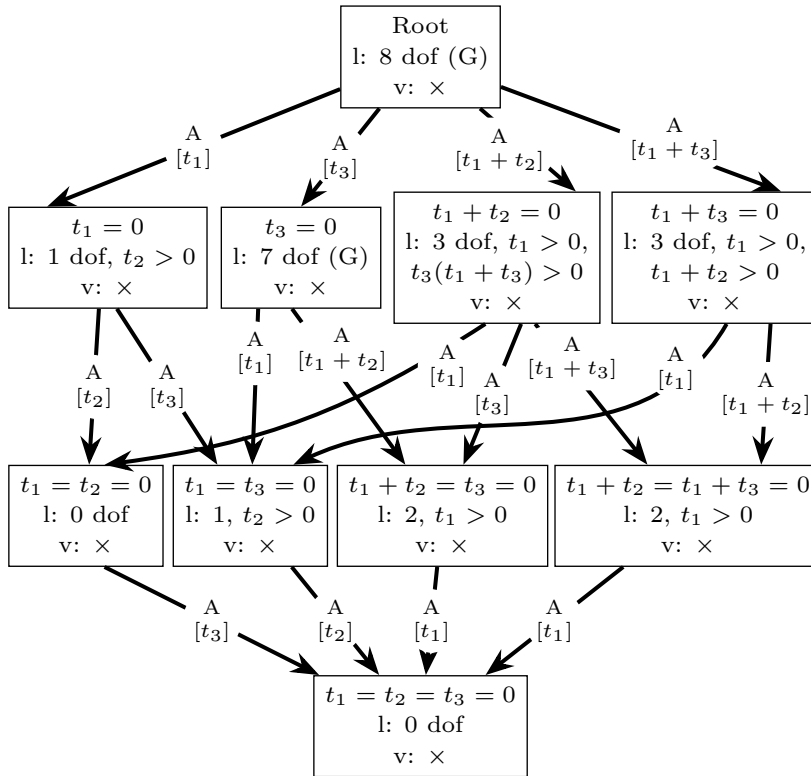 Root
l: 8 dof (G)
v: ×
A
[t₁]
A
[t₃]
A
[t₁ + t₂]
A
[t₁ + t₃]
t₁ = 0
l: 1 dof, t₂ > 0
v: ×
t₃ = 0
l: 7 dof (G)
v: ×
t₁ + t₂ = 0
l: 3 dof, t₁ > 0,
t₃(t₁ + t₃) > 0
v: ×
t₁ + t₃ = 0
l: 3 dof, t₁ > 0,
t₁ + t₂ > 0
v: ×
A
[t₂]
A
[t₃]
A
[t₁]
A
[t₁ + t₂]
A
[t₁]
A
[t₃]
A
[t₁ + t₃]
A
[t₁]
A
[t₁ + t₂]
t₁ = t₂ = 0
l: 0 dof
v: ×
t₁ = t₃ = 0
l: 1, t₂ > 0
v: ×
t₁ + t₂ = t₃ = 0
l: 2, t₁ > 0
v: ×
t₁ + t₂ = t₁ + t₃ = 0
l: 2, t₁ > 0
v: ×
A
[t₃]
A
[t₂]
A
[t₁]
A
[t₁]
t₁ = t₂ = t₃ = 0
l: 0 dof
v: ×